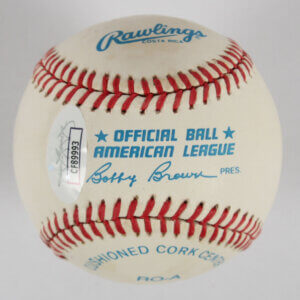 Rawlings
COSTA RICA
★ OFFICIAL BALL ★
AMERICAN LEAGUE
Bobby Brown PRES.
CF89993
CUSHIONED CORK CENTER
RO-A